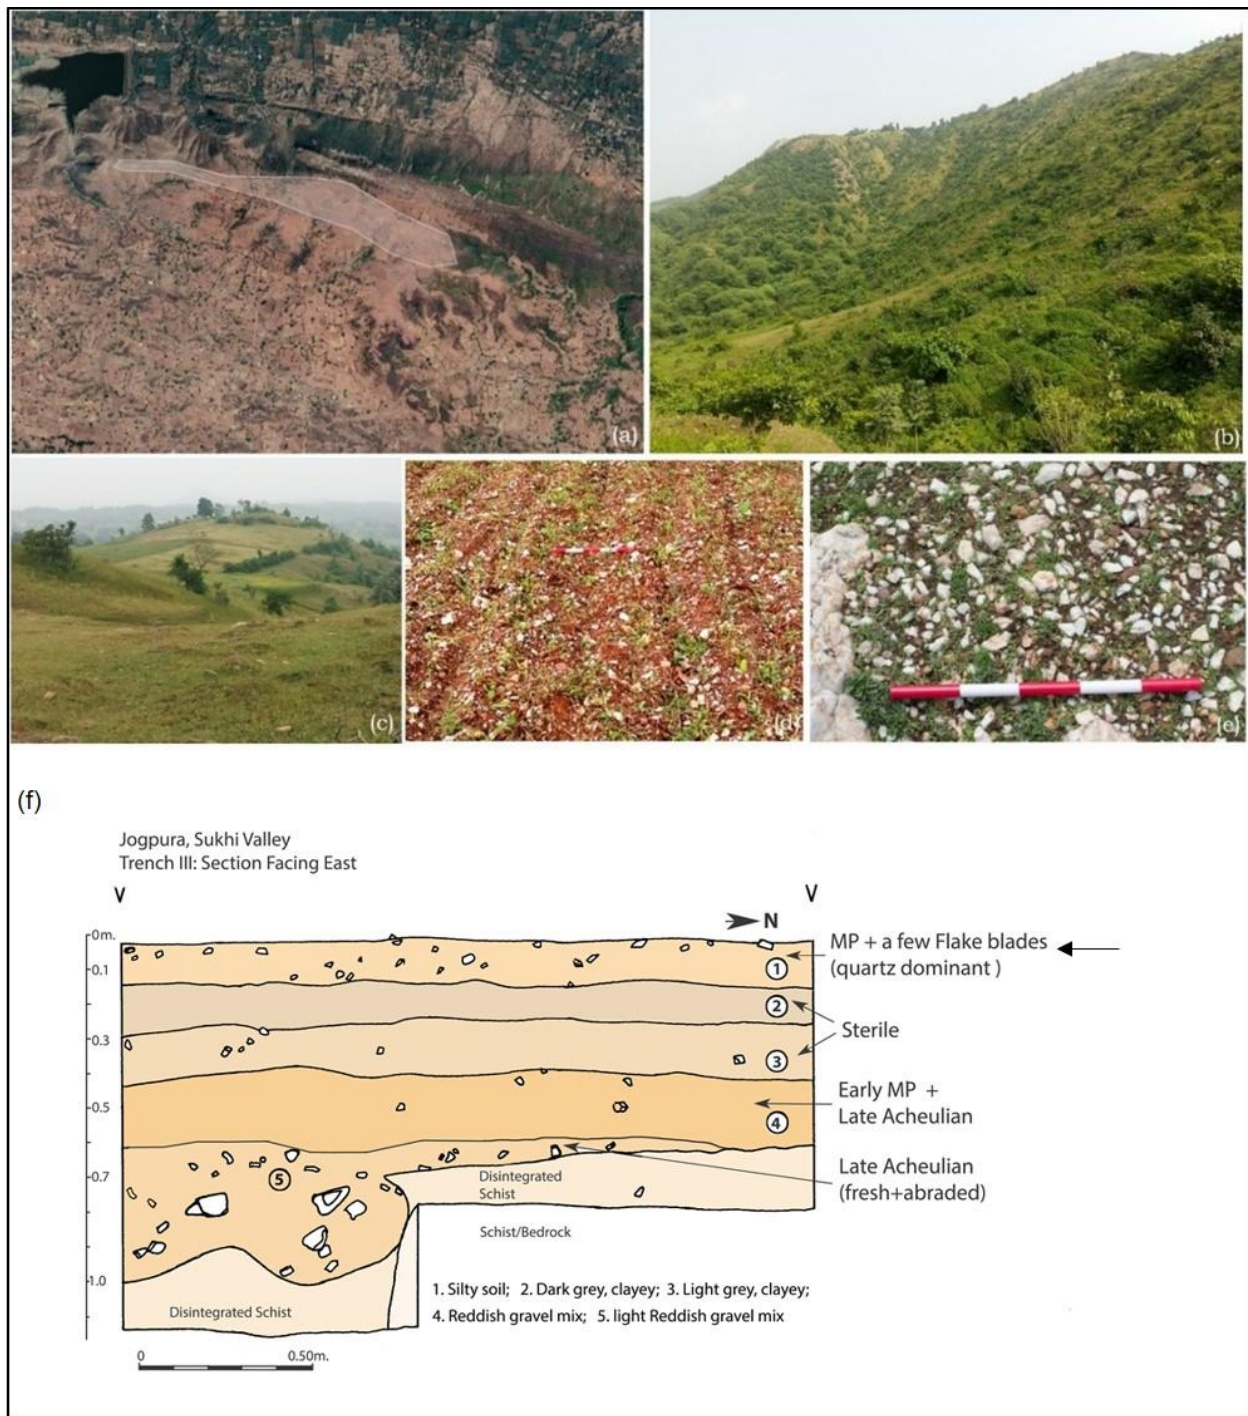 (a)
(b)
(c)
(d)
(e)
(f)
Jogpura, Sukhi Valley
Trench III: Section Facing East
N
0m.
0.1
0.3
0.5
0.7
1.0
MP + a few Flake blades
(quartz dominant )
1
2
Sterile
3
Early MP +
Late Acheulian
4
Late Acheulian
(fresh+abraded)
5
Disintegrated
Schist
Schist/Bedrock
Disintegrated Schist
1. Silty soil; 2. Dark grey, clayey; 3. Light grey, clayey;
4. Reddish gravel mix; 5. light Reddish gravel mix
0 0.50m.